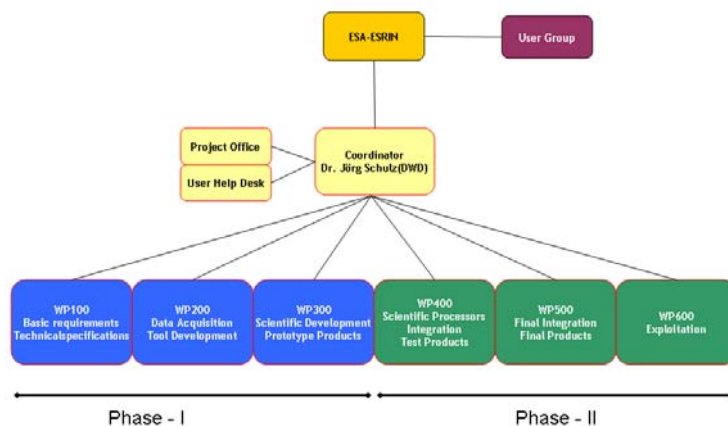 ESA-ESRIN
User Group
Project Office
User Help Desk
Coordinator
Dr. Jörg Schulz(DWD)
WP100
Basic requirements
Technicalspecifications
WP200
Data Acquisition
Tool Development
WP300
Scientific Development
Prototype Products
WP400
Scientific Processors
Integration
Test Products
WP500
Final Integration
Final Products
WP600
Exploitation
Phase - I
Phase - II